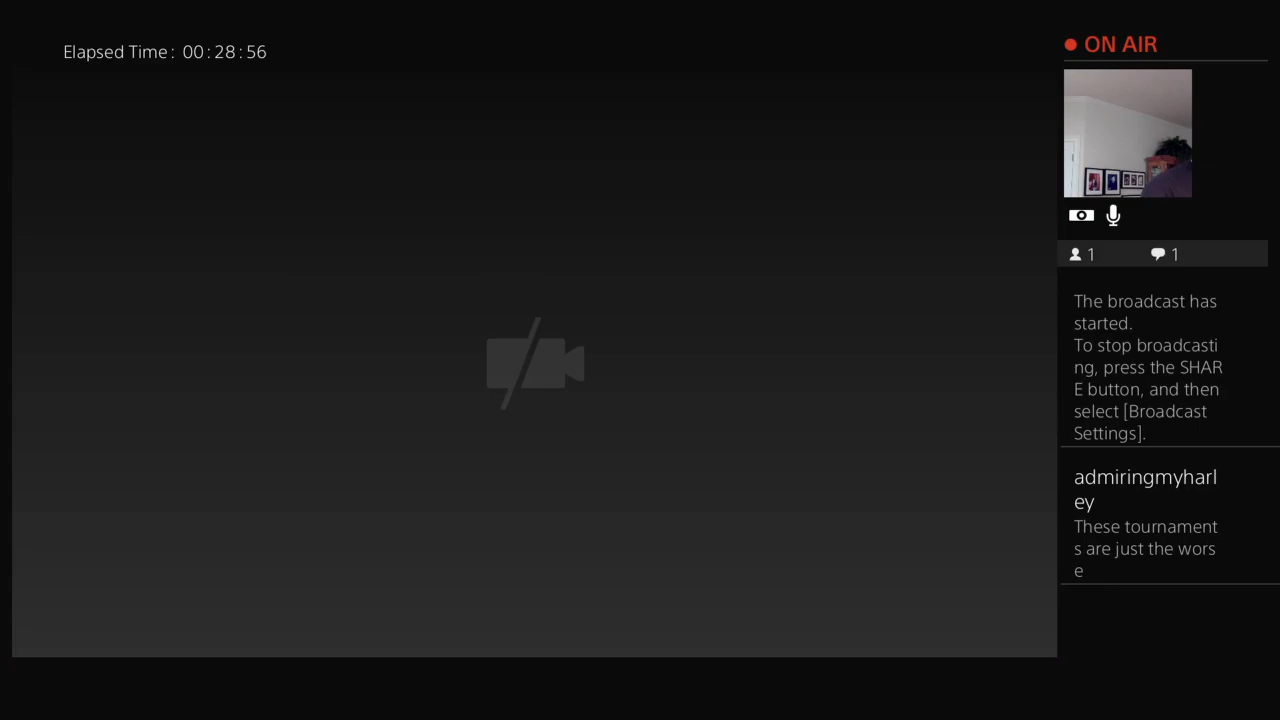 Elapsed Time: 00:28:56
ON AIR
1 1
The broadcast has
started.
To stop broadcasti
ng, press the SHAR
E button, and then
select [Broadcast
Settings].
admiringmyharl
ey
These tournament
s are just the wors
e